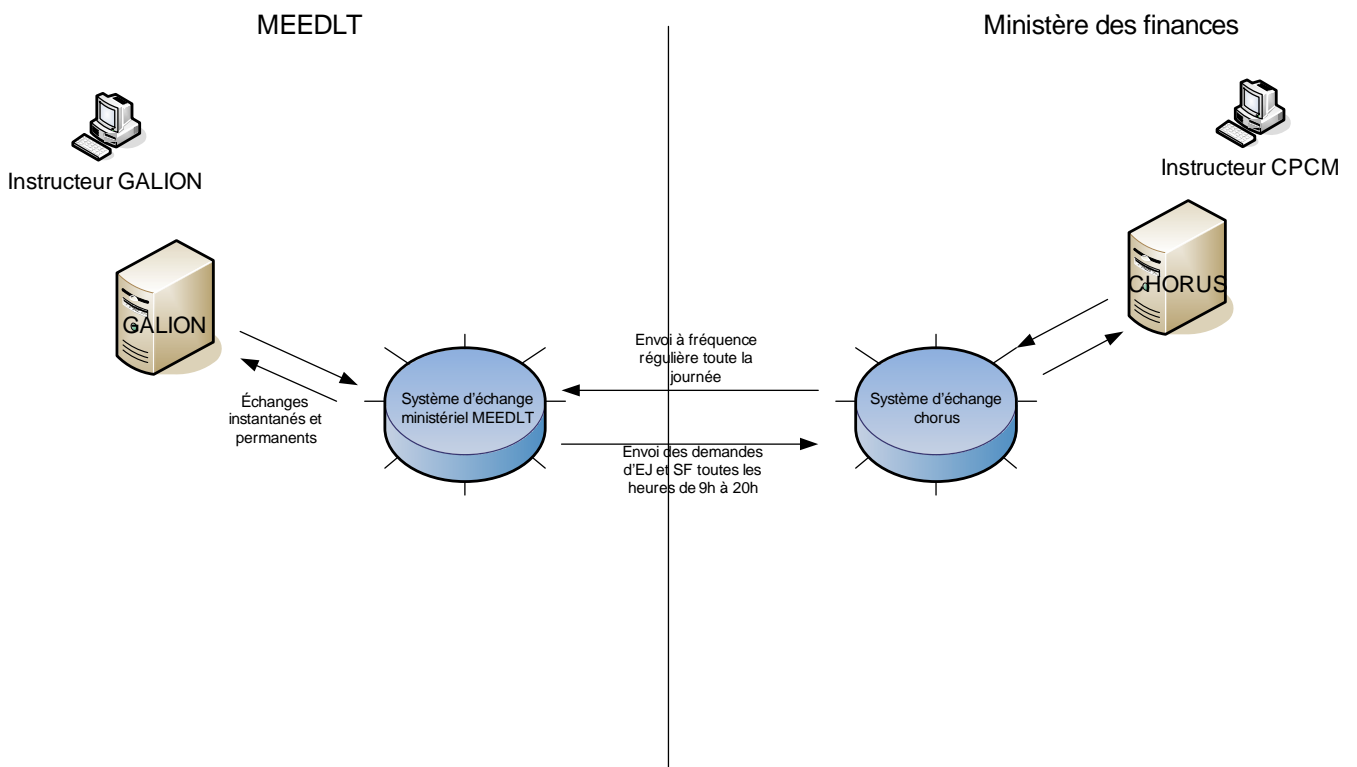 MEEDLT
Ministère des finances
Instructeur GALION
Instructeur CPCM
GALION
CHORUS
Échanges
instantanés et
permanents
Système d'échange
ministériel MEEDLT
Envoi à fréquence
régulière toute la
journée
Envoi des demandes
d'EJ et SF toutes les
heures de 9h à 20h
Système d'échange
chorus